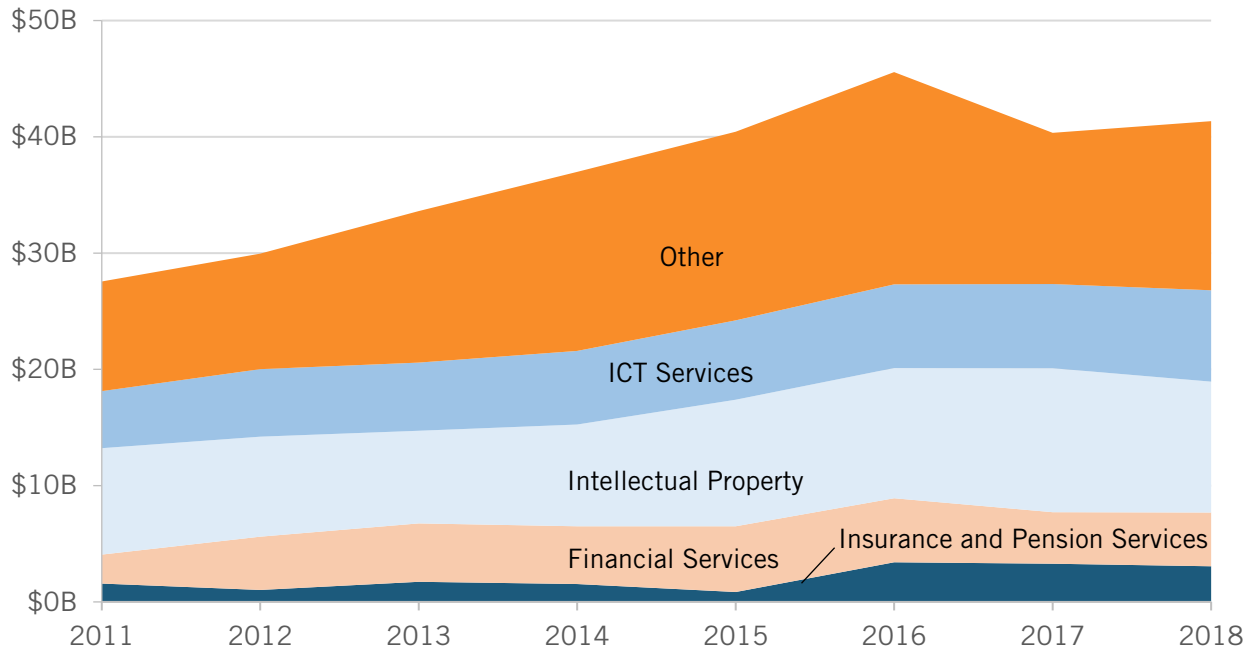 $50B
$40B
$30B
$20B
$10B
$0B
Other
ICT Services
Intellectual Property
Insurance and Pension Services
Financial Services
2011 2012 2013 2014 2015 2016 2017 2018